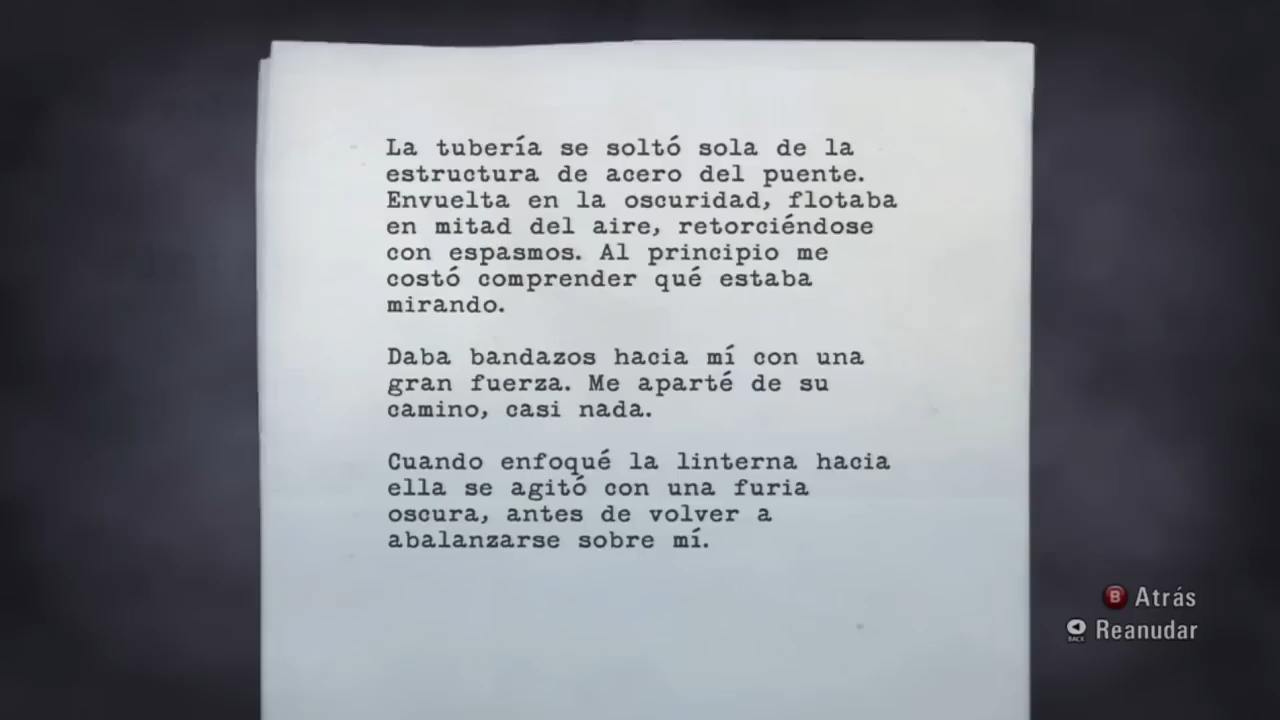 La tubería se soltó sola de la
estructura de acero del puente.
Envuelta en la oscuridad, flotaba
en mitad del aire, retorciéndose
con espasmos. Al principio me
costó comprender qué estaba
mirando.
Daba bandazos hacia mí con una
gran fuerza. Me aparté de su
camino, casi nada.
Cuando enfoqué la linterna hacia
ella se agitó con una furia
oscura, antes de volver a
abalanzarse sobre mí.
B Atrás
BACK Reanudar